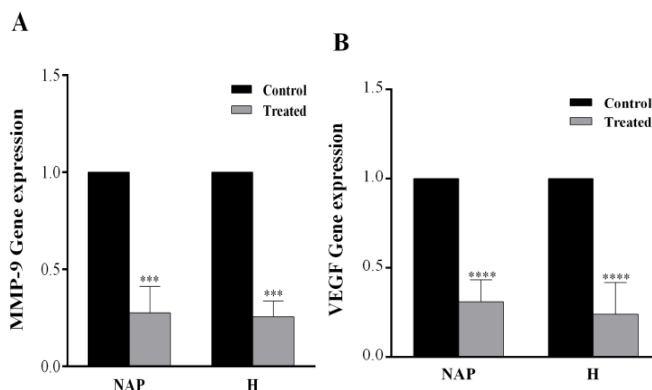 A
MMP-9 Gene expression
1.5
1.0
0.5
0.0
Control
Treated
***
***
NAP
H
B
VEGF Gene expression
1.5
1.0
0.5
0.0
Control
Treated
****
****
NAP
H